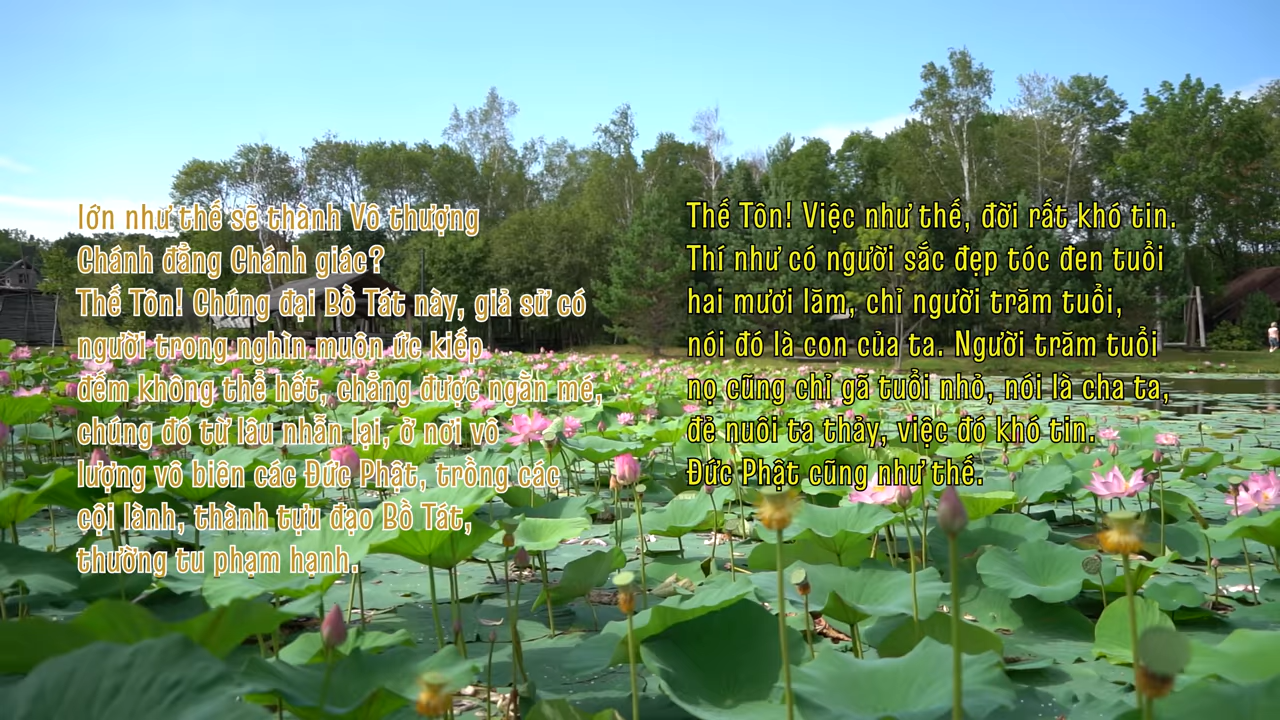 lớn như thế sẽ thành Vô thượng
Chánh đẳng Chánh giác?
Thế Tôn! Chúng đại Bồ Tát này, giả sử có
người trong nghìn muôn ức kiếp
đếm không thể hết, chẳng được ngằn mé,
chúng đó từ lâu nhẫn lại, ở nơi vô
lượng vô biên các Đức Phật, trồng các
cội lành, thành tựu đạo Bồ Tát,
thường tu phạm hạnh.
Thế Tôn! Việc như thế, đời rất khó tin.
Thí như có người sắc đẹp tóc đen tuổi
hai mươi lăm, chỉ người trăm tuổi,
nói đó là con của ta. Người trăm tuổi
nọ cũng chỉ gã tuổi nhỏ, nói là cha ta,
đẻ nuôi ta thảy, việc đó khó tin.
Đức Phật cũng như thế.